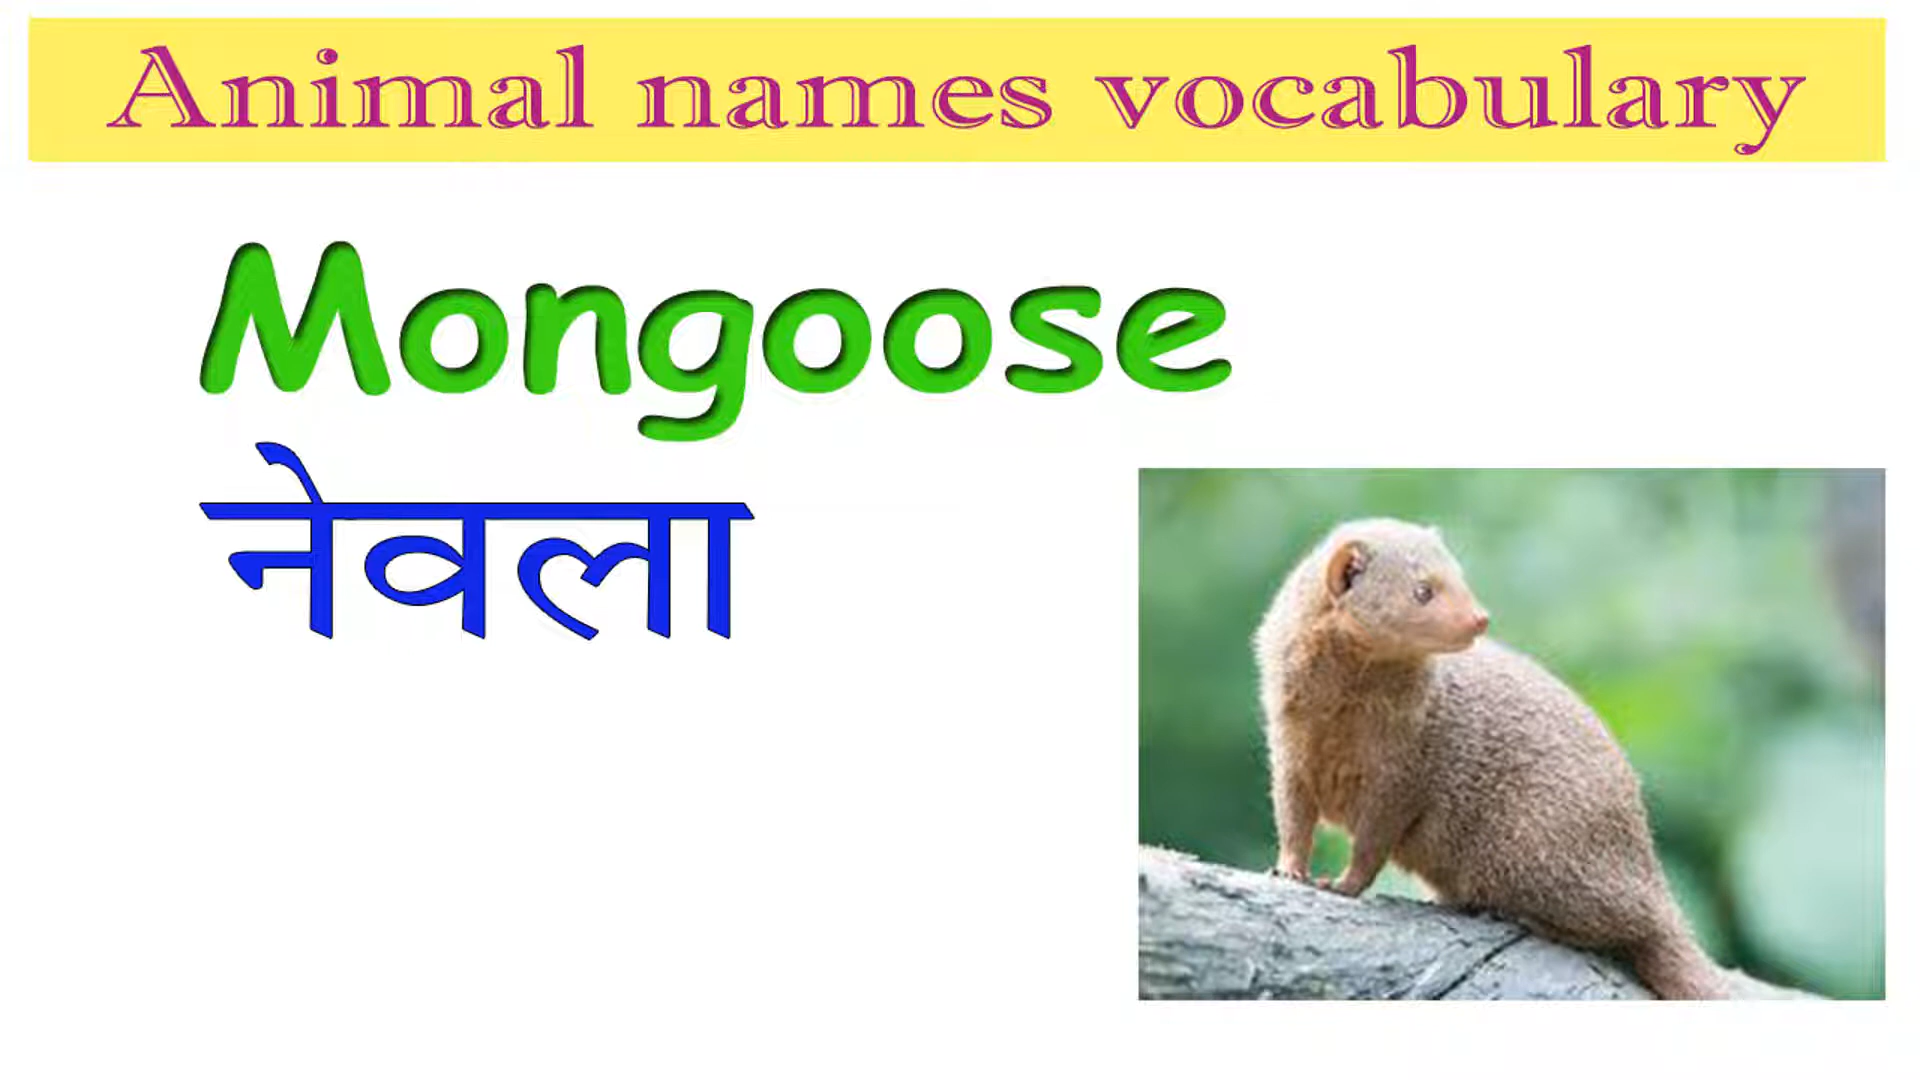 Animal names vocabulary
Mongoose
नेवला